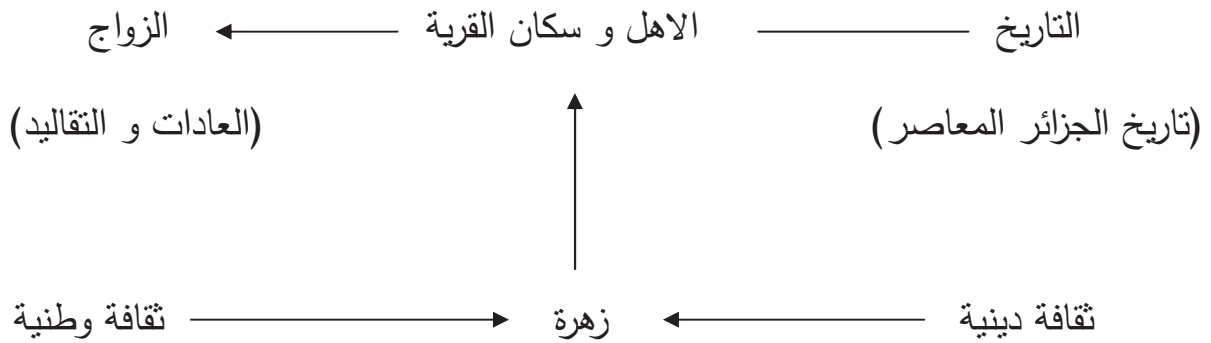 التاريخ الاهل و سكان القرية الزواج
(تاريخ الجزائر المعاصر) (العادات و التقاليد)
ثقافة دينية زهرة ثقافة وطنية